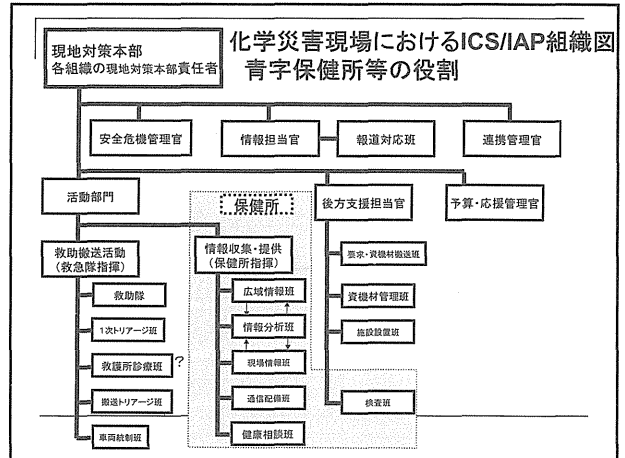 化学災害現場におけるICS/IAP組織図
青字保健所等の役割
現地対策本部
各組織の現地対策本部責任者
安全危機管理官
情報担当官
報道対応班
連携管理官
活動部門
保健所
後方支援担当官
予算・応援管理官
救助搬送活動
(救急隊指揮)
救助隊
1次トリアージ班
救護所診療班
?
搬送トリアージ班
車両統制班
情報収集・提供
(保健所指揮)
広域情報班
情報分析班
現場情報班
通信配備班
健康相談班
要求・資機材搬送班
資機材管理班
施設設置班
検査班